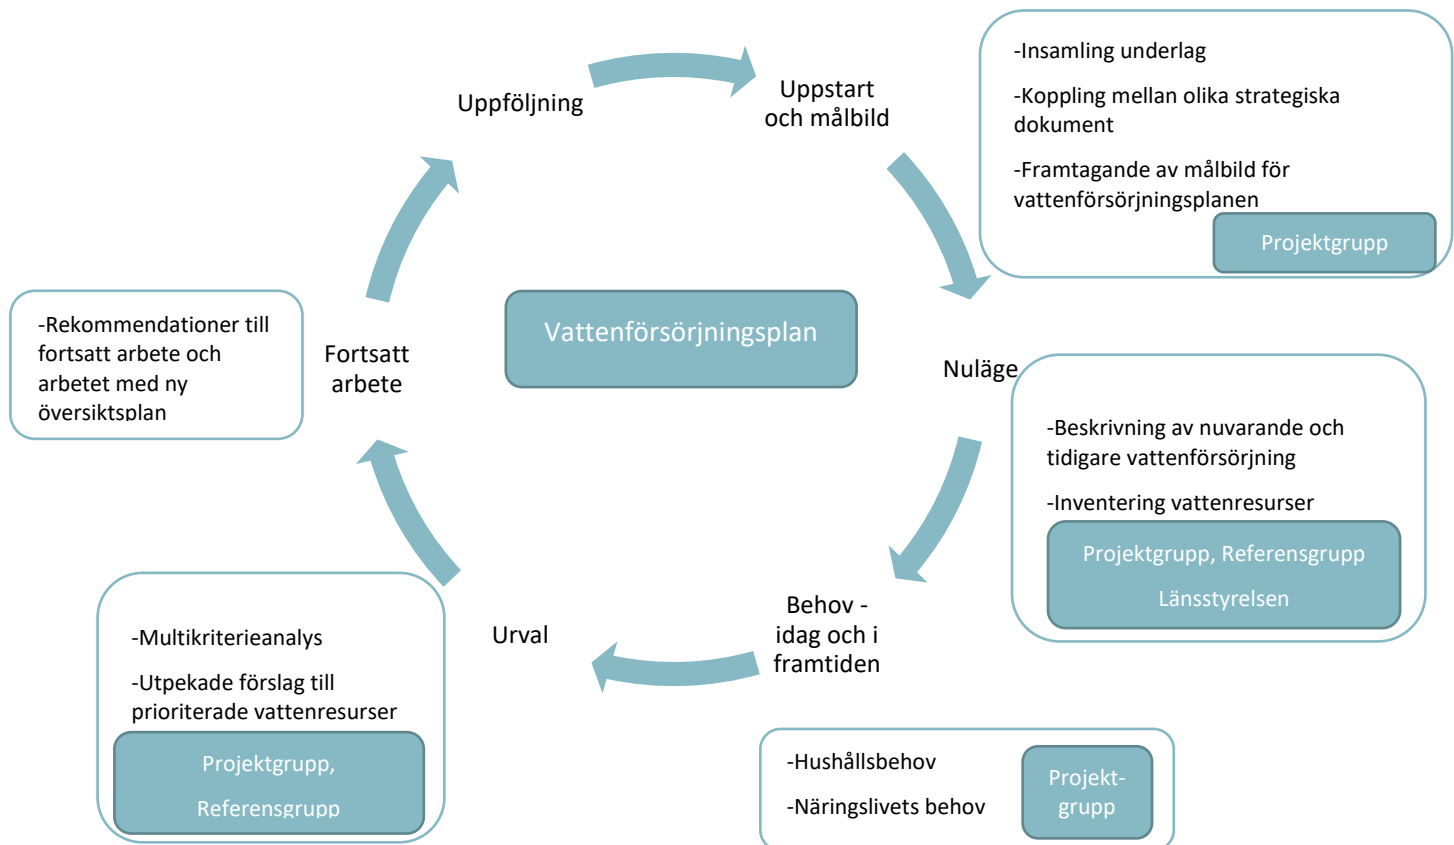 Uppföljning
Uppstart
och målbild
-Insamling underlag
-Koppling mellan olika strategiska
dokument
-Framtagande av målbild för
vattenförsörjningsplanen
Projektgrupp
Vattenförsörjningsplan
Nuläge
-Beskrivning av nuvarande och
tidigare vattenförsörjning
-Inventering vattenresurser
Projektgrupp, Referensgrupp
Länsstyrelsen
Behov -
idag och i
framtiden
-Hushållsbehov
-Näringslivets behov
Projekt-
grupp
Urval
-Multikriterieanalys
-Utpekade förslag till
prioriterade vattenresurser
Projektgrupp,
Referensgrupp
Fortsatt
arbete
-Rekommendationer till
fortsatt arbete och
arbetet med ny
översiktsplan